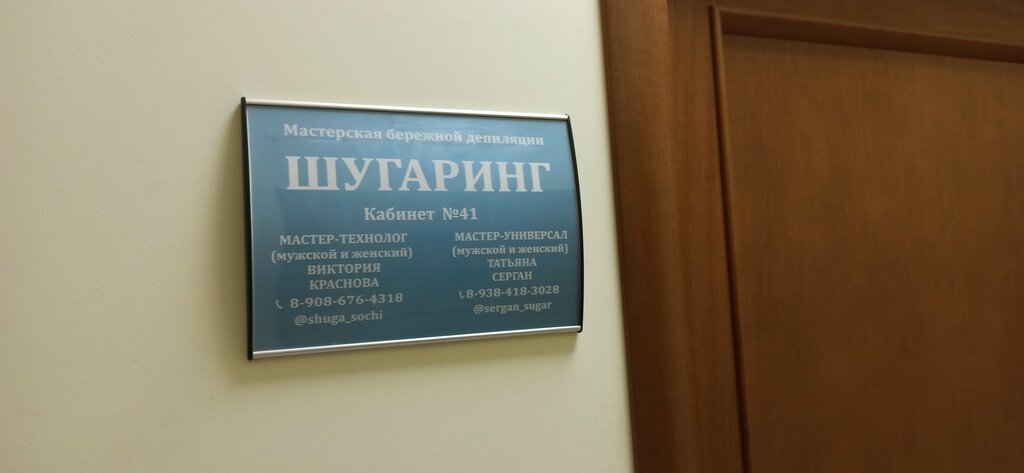 Мастерская бережной депиляции
ШУГАРИНГ
Кабинет №41
МАСТЕР-ТЕХНОЛОГ
(мужской и женский)
ВИКТОРИЯ
КРАСНОВА
8-908-676-4318
@shuga_sochi
МАСТЕР-УНИВЕРСАЛ
(мужской и женский)
ТАТЬЯНА
СЕРГАН
8-938-418-3028
@sergan_sugar